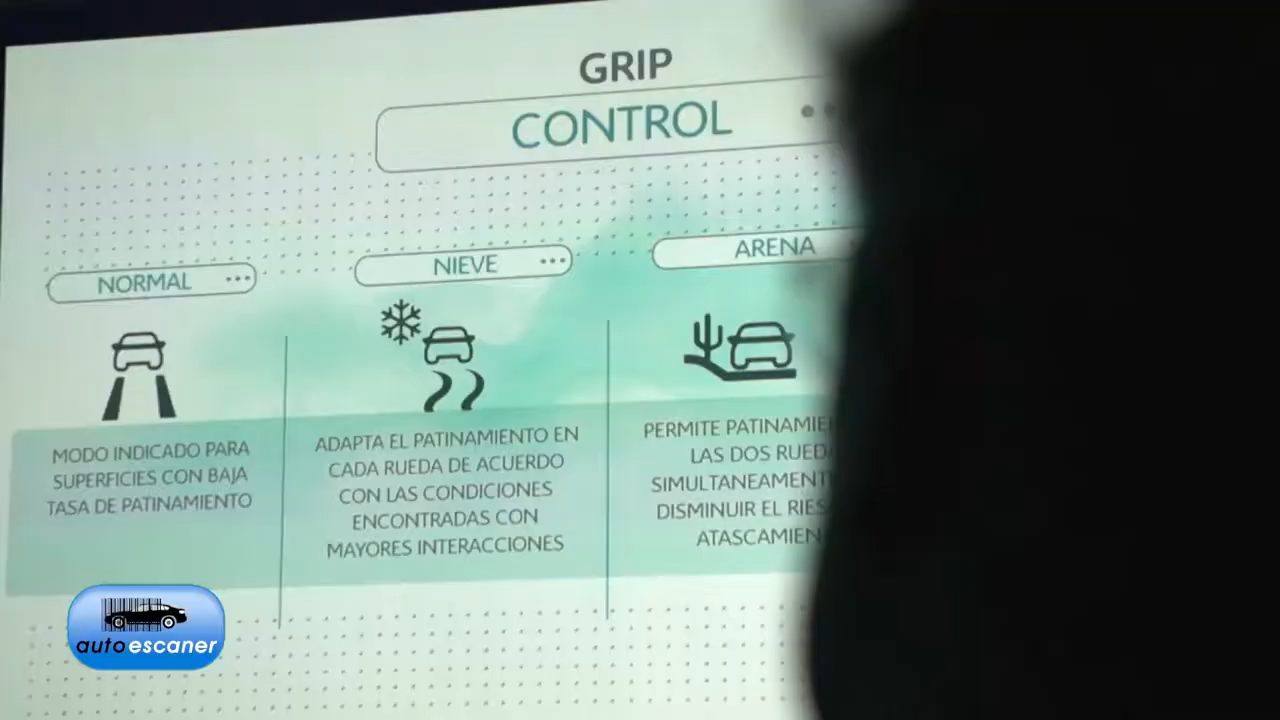 GRIP
CONTROL
NORMAL
NIEVE
ARENA
MODO INDICADO PARA
SUPERFICIES CON BAJA
TASA DE PATINAMIENTO
ADAPTA EL PATINAMIENTO EN
CADA RUEDA DE ACUERDO
CON LAS CONDICIONES
ENCONTRADAS CON
MAYORES INTERACCIONES
PERMITE
LAS DOS
DISMINUIR EL
autoescaner